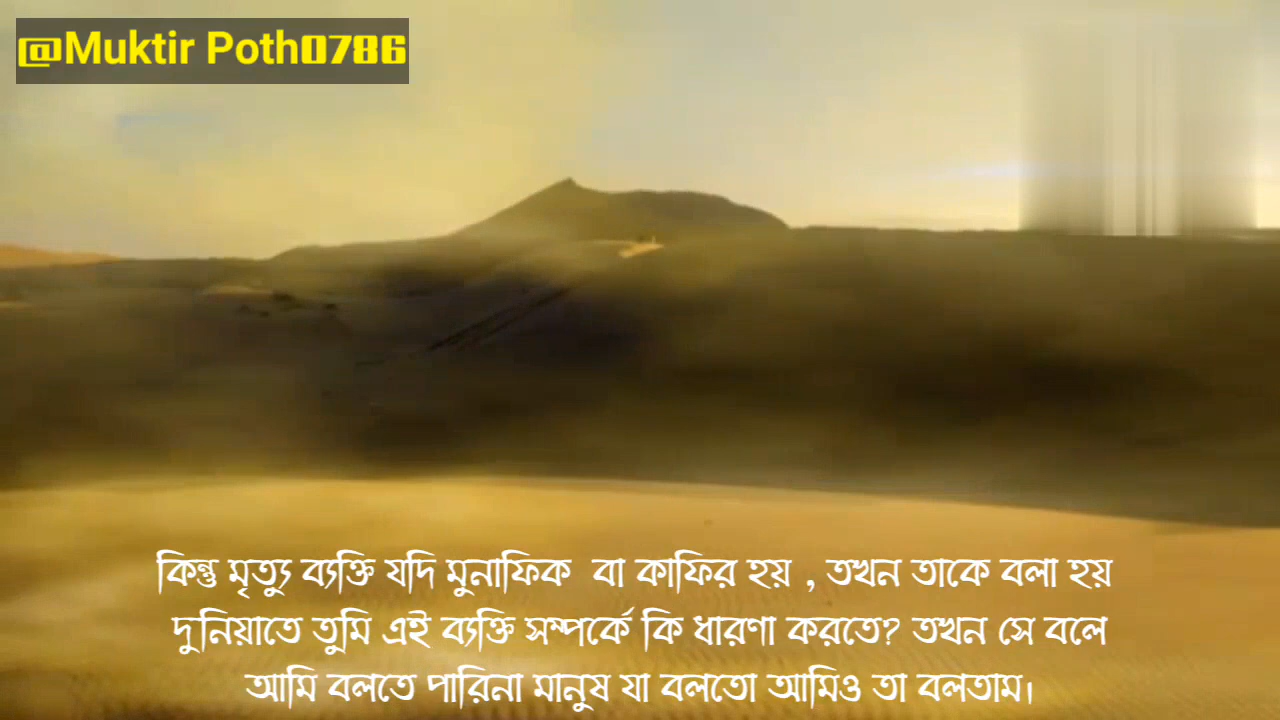 @Muktir Poth0786
কিন্তু মৃত্যু ব্যক্তি যদি মুনাফিক বা কাফির হয় , তখন তাকে বলা হয়
দুনিয়াতে তুমি এই ব্যক্তি সম্পর্কে কি ধারণা করতে? তখন সে বলে
আমি বলতে পারিনা মানুষ যা বলতো আমিও তা বলতাম।